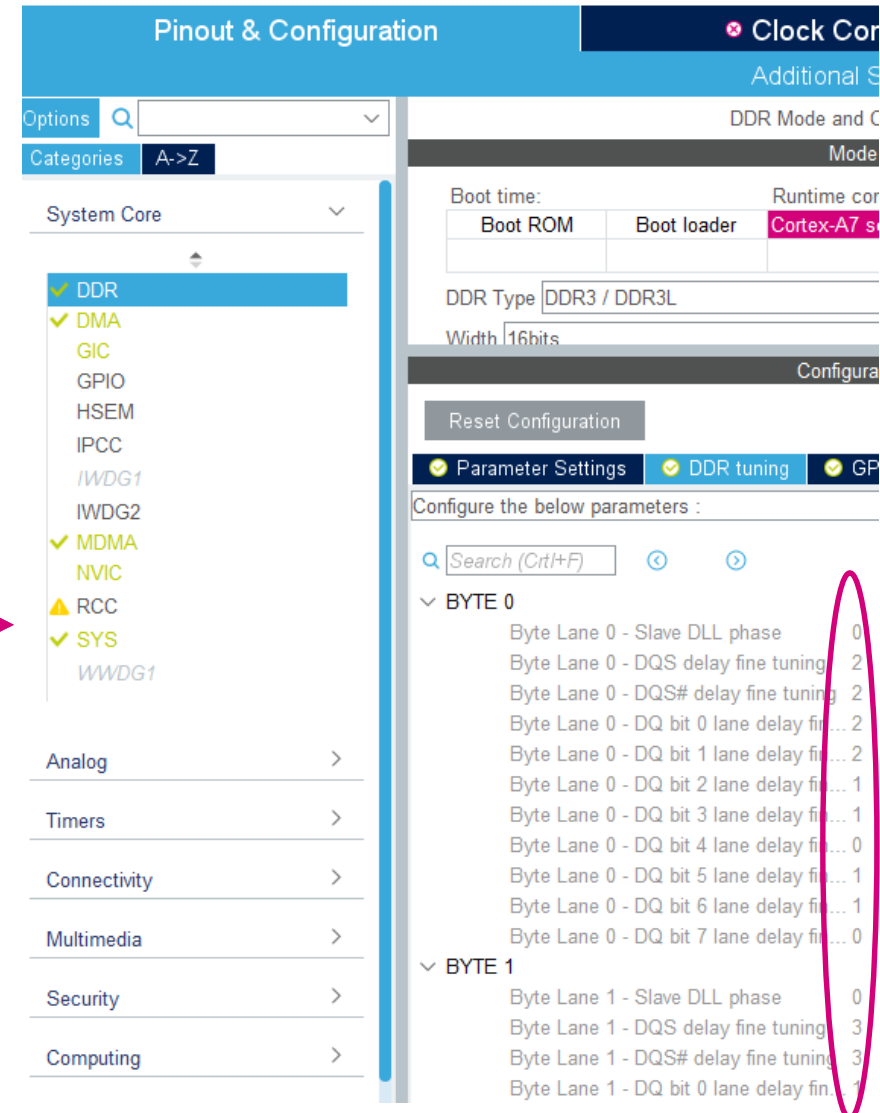 Pinout & Configuration
Clock Con
Additional S
Options
DDR Mode and C
Categories A->Z
Mode
System Core
DDR
DMA
GIC
GPIO
HSEM
IPCC
IWDG1
IWDG2
MDMA
NVIC
RCC
SYS
WWDG1
Analog
Timers
Connectivity
Multimedia
Security
Computing
Boot time: Runtime con
Boot ROM Boot loader Cortex-A7 se
DDR Type DDR3 / DDR3L
Width 16bits
Configura
Reset Configuration
Parameter Settings DDR tuning GP
Configure the below parameters :
Search (Crtl+F)
BYTE 0
Byte Lane 0 - Slave DLL phase 0
Byte Lane 0 - DQS delay fine tuning 2
Byte Lane 0 - DQS# delay fine tuning 2
Byte Lane 0 - DQ bit 0 lane delay fin... 2
Byte Lane 0 - DQ bit 1 lane delay fin... 2
Byte Lane 0 - DQ bit 2 lane delay fin... 1
Byte Lane 0 - DQ bit 3 lane delay fin... 1
Byte Lane 0 - DQ bit 4 lane delay fin... 0
Byte Lane 0 - DQ bit 5 lane delay fin... 1
Byte Lane 0 - DQ bit 6 lane delay fin... 1
Byte Lane 0 - DQ bit 7 lane delay fin... 0
BYTE 1
Byte Lane 1 - Slave DLL phase 0
Byte Lane 1 - DQS delay fine tuning 3
Byte Lane 1 - DQS# delay fine tuning 3
Byte Lane 1 - DQ bit 0 lane delay fin... 1